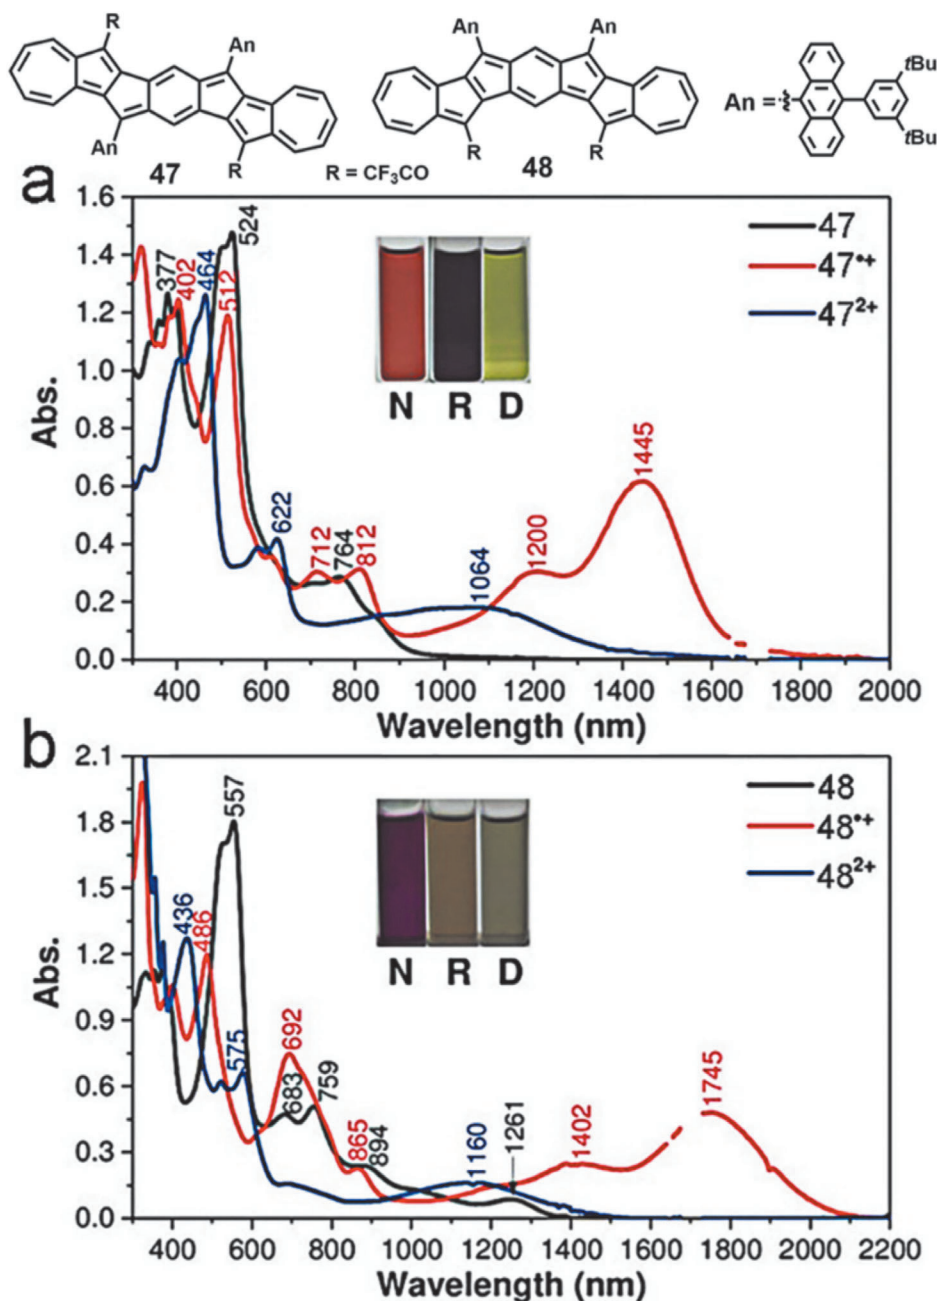 R
An
An
An
tBu
An =
tBu
An
R
R
R
47
R = CF₃CO
48
a
1.6
1.4
1.2
1.0
0.8
0.6
0.4
0.2
0.0
Abs.
377
402
464
524
512
622
712
764
812
1064
1200
1445
N R D
47
47•+
47²⁺
400 600 800 1000 1200 1400 1600 1800 2000
Wavelength (nm)
b
2.1
1.8
1.5
1.2
0.9
0.6
0.3
0.0
Abs.
436
486
557
575
692
683
759
865
894
1160
1261
1402
1745
N R D
48
48•+
48²⁺
400 600 800 1000 1200 1400 1600 1800 2000 2200
Wavelength (nm)